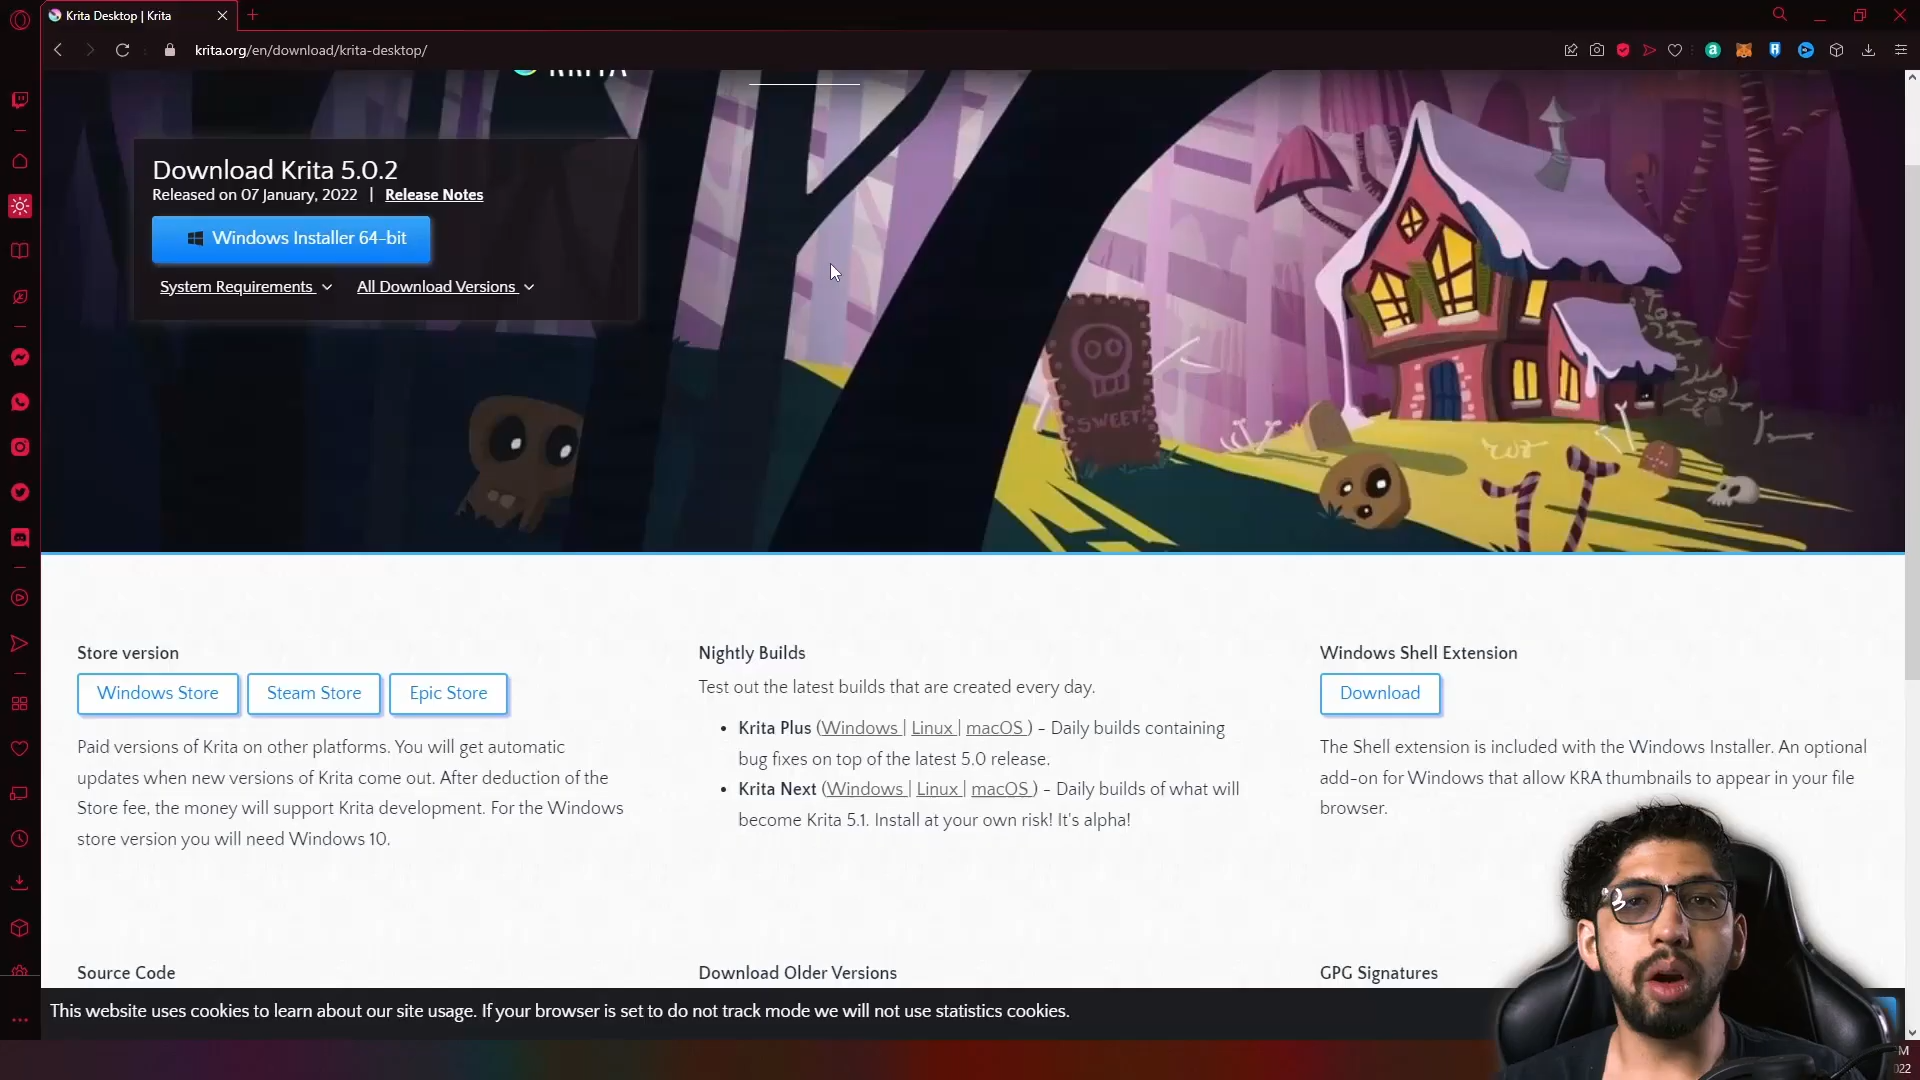 Krita Desktop | Krita
krita.org/en/download/krita-desktop/
KRITA
Download Krita 5.0.2
Released on 07 January, 2022 | Release Notes
Windows Installer 64-bit
System Requirements All Download Versions
SWEET!
Store version
Windows Store Steam Store Epic Store
Paid versions of Krita on other platforms. You will get automatic
updates when new versions of Krita come out. After deduction of the
Store fee, the money will support Krita development. For the Windows
store version you will need Windows 10.
Nightly Builds
Test out the latest builds that are created every day.
• Krita Plus (Windows | Linux | macOS ) - Daily builds containing
bug fixes on top of the latest 5.0 release.
• Krita Next (Windows | Linux | macOS ) - Daily builds of what will
become Krita 5.1. Install at your own risk! It's alpha!
Windows Shell Extension
Download
The Shell extension is included with the Windows Installer. An optional
add-on for Windows that allow KRA thumbnails to appear in your file
browser.
Source Code
Download Older Versions
GPG Signatures
This website uses cookies to learn about our site usage. If your browser is set to do not track mode we will not use statistics cookies.
M
022